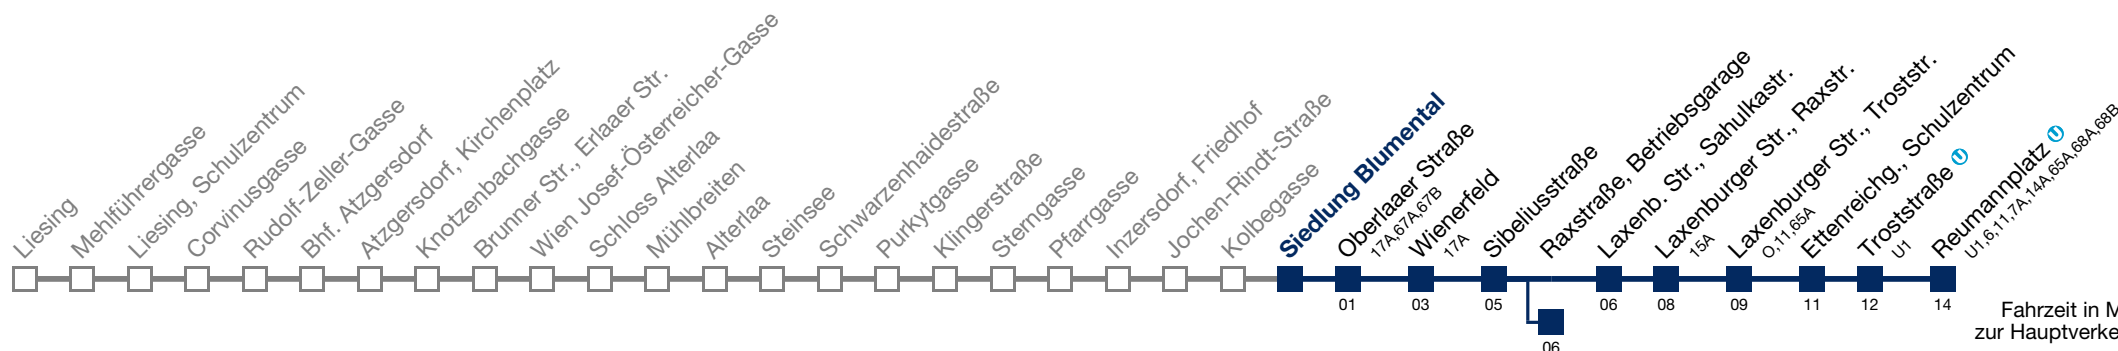 Liesing
Mehlführergasse
Liesing, Schulzentrum
Corvinusgasse
Rudolf-Zeller-Gasse
Bhf. Atzgersdorf
Atzgersdorf, Kirchenplatz
Knotzenbachgasse
Brunner Str., Erlaaer Str.
Wien Josef-Österreicher-Gasse
Schloss Alterlaa
Mühlbreiten
Alterlaa
Steinsee
Schwarzenhaidestraße
Purkytgasse
Klingerstraße
Sterngasse
Pfarrgasse
Inzersdorf, Friedhof
Jochen-Rindt-Straße
Kolbegasse
Siedlung Blumental
Oberlaaer Straße
17A,67A,67B
Wienerfeld
17A
Sibeliusstraße
Raxstraße, Betriebsgarage
Laxenb. Str., Sahulkastr.
Laxenburger Str., Raxstr.
15A
Laxenburger Str., Troststr.
O,11,65A
Ettenreichg., Schulzentrum
Troststraße U
U1
Reumannplatz U
U1,6,11,7A,14A,65A,68A,68B
01 03 05 06 08 09 11 12 14
06
Fahrzeit in M
zur Hauptverke